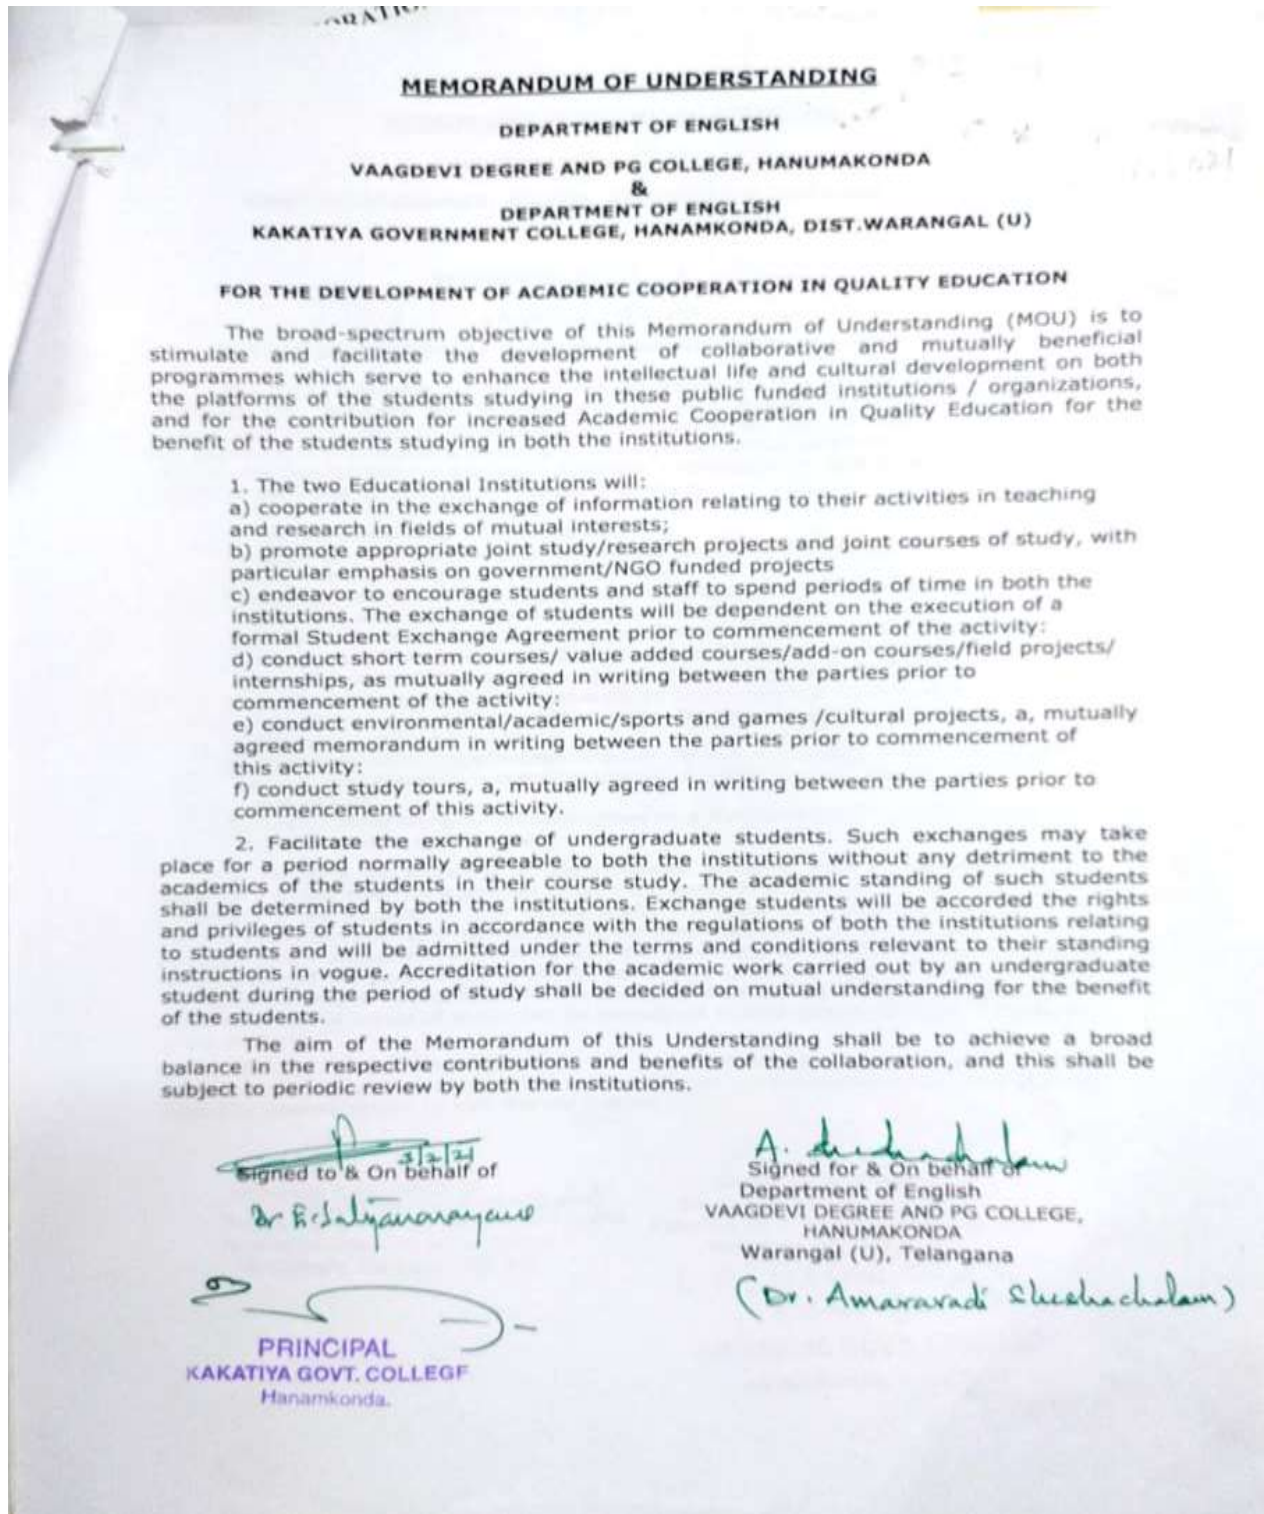 MEMORANDUM OF UNDERSTANDING
DEPARTMENT OF ENGLISH
VAAGDEVI DEGREE AND PG COLLEGE, HANUMAKONDA
&
DEPARTMENT OF ENGLISH
KAKATIYA GOVERNMENT COLLEGE, HANAMKONDA, DIST.WARANGAL (U)
FOR THE DEVELOPMENT OF ACADEMIC COOPERATION IN QUALITY EDUCATION
The broad-spectrum objective of this Memorandum of Understanding (MOU) is to
stimulate and facilitate the development of collaborative and mutually beneficial
programmes which serve to enhance the intellectual life and cultural development on both
the platforms of the students studying in these public funded institutions / organizations,
and for the contribution for increased Academic Cooperation in Quality Education for the
benefit of the students studying in both the institutions.
1. The two Educational Institutions will:
a) cooperate in the exchange of information relating to their activities in teaching
and research in fields of mutual interests;
b) promote appropriate joint study/research projects and joint courses of study, with
particular emphasis on government/NGO funded projects
c) endeavor to encourage students and staff to spend periods of time in both the
institutions. The exchange of students will be dependent on the execution of a
formal Student Exchange Agreement prior to commencement of the activity:
d) conduct short term courses/ value added courses/add-on courses/field projects/
internships, as mutually agreed in writing between the parties prior to
commencement of the activity:
e) conduct environmental/academic/sports and games /cultural projects, a, mutually
agreed memorandum in writing between the parties prior to commencement of
this activity:
f) conduct study tours, a, mutually agreed in writing between the parties prior to
commencement of this activity.
2. Facilitate the exchange of undergraduate students. Such exchanges may take
place for a period normally agreeable to both the institutions without any detriment to the
academics of the students in their course study. The academic standing of such students
shall be determined by both the institutions. Exchange students will be accorded the rights
and privileges of students in accordance with the regulations of both the institutions relating
to students and will be admitted under the terms and conditions relevant to their standing
instructions in vogue. Accreditation for the academic work carried out by an undergraduate
student during the period of study shall be decided on mutual understanding for the benefit
of the students.
The aim of the Memorandum of this Understanding shall be to achieve a broad
balance in the respective contributions and benefits of the collaboration, and this shall be
subject to periodic review by both the institutions.
3/2/21
Signed to & On behalf of
Dr
PRINCIPAL
KAKATIYA GOVT. COLLEGE
Hanamkonda.
A. Sheshachalam
Signed for & On behalf of
Department of English
VAAGDEVI DEGREE AND PG COLLEGE,
HANUMAKONDA
Warangal (U), Telangana
(Dr. Amaravadi Sheshachalam)